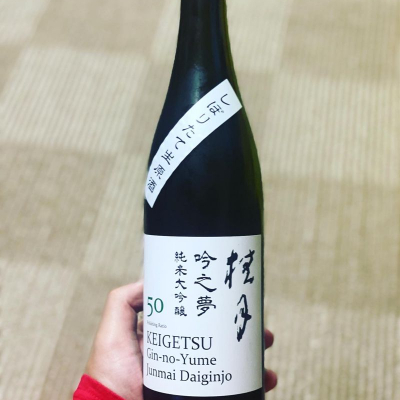 しぼりたて生原酒
桂月
吟之夢
純米大吟醸
50
Polishing Ratio
KEIGETSU
Gin-no-Yume
Junmai Daiginjo